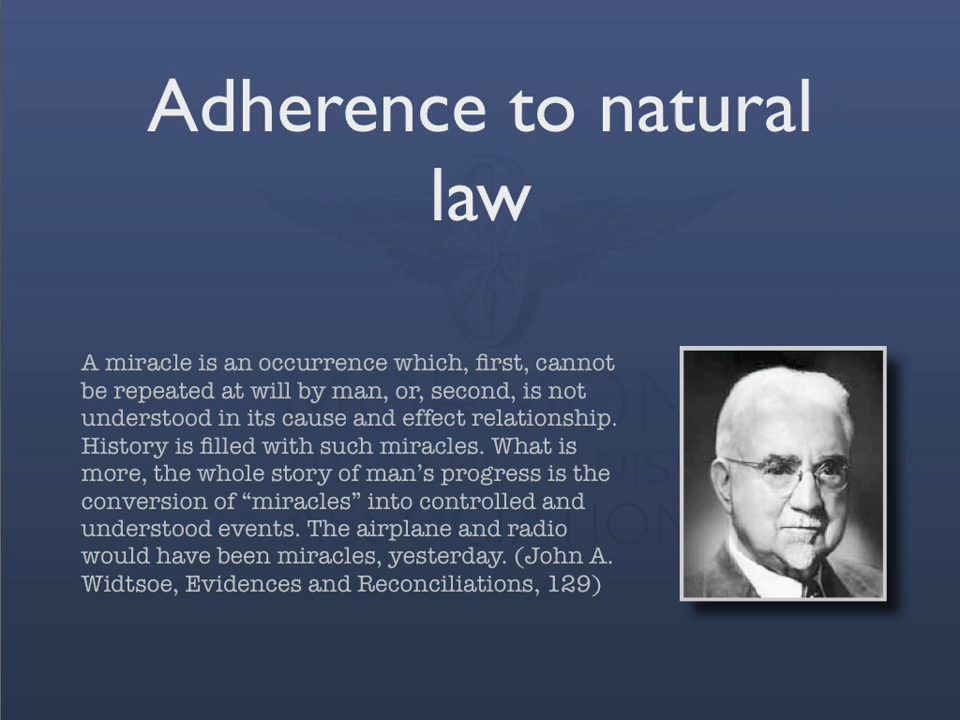 Adherence to natural
law
A miracle is an occurrence which, first, cannot
be repeated at will by man, or, second, is not
understood in its cause and effect relationship.
History is filled with such miracles. What is
more, the whole story of man’s progress is the
conversion of “miracles” into controlled and
understood events. The airplane and radio
would have been miracles, yesterday. (John A.
Widtsoe, Evidences and Reconciliations, 129)